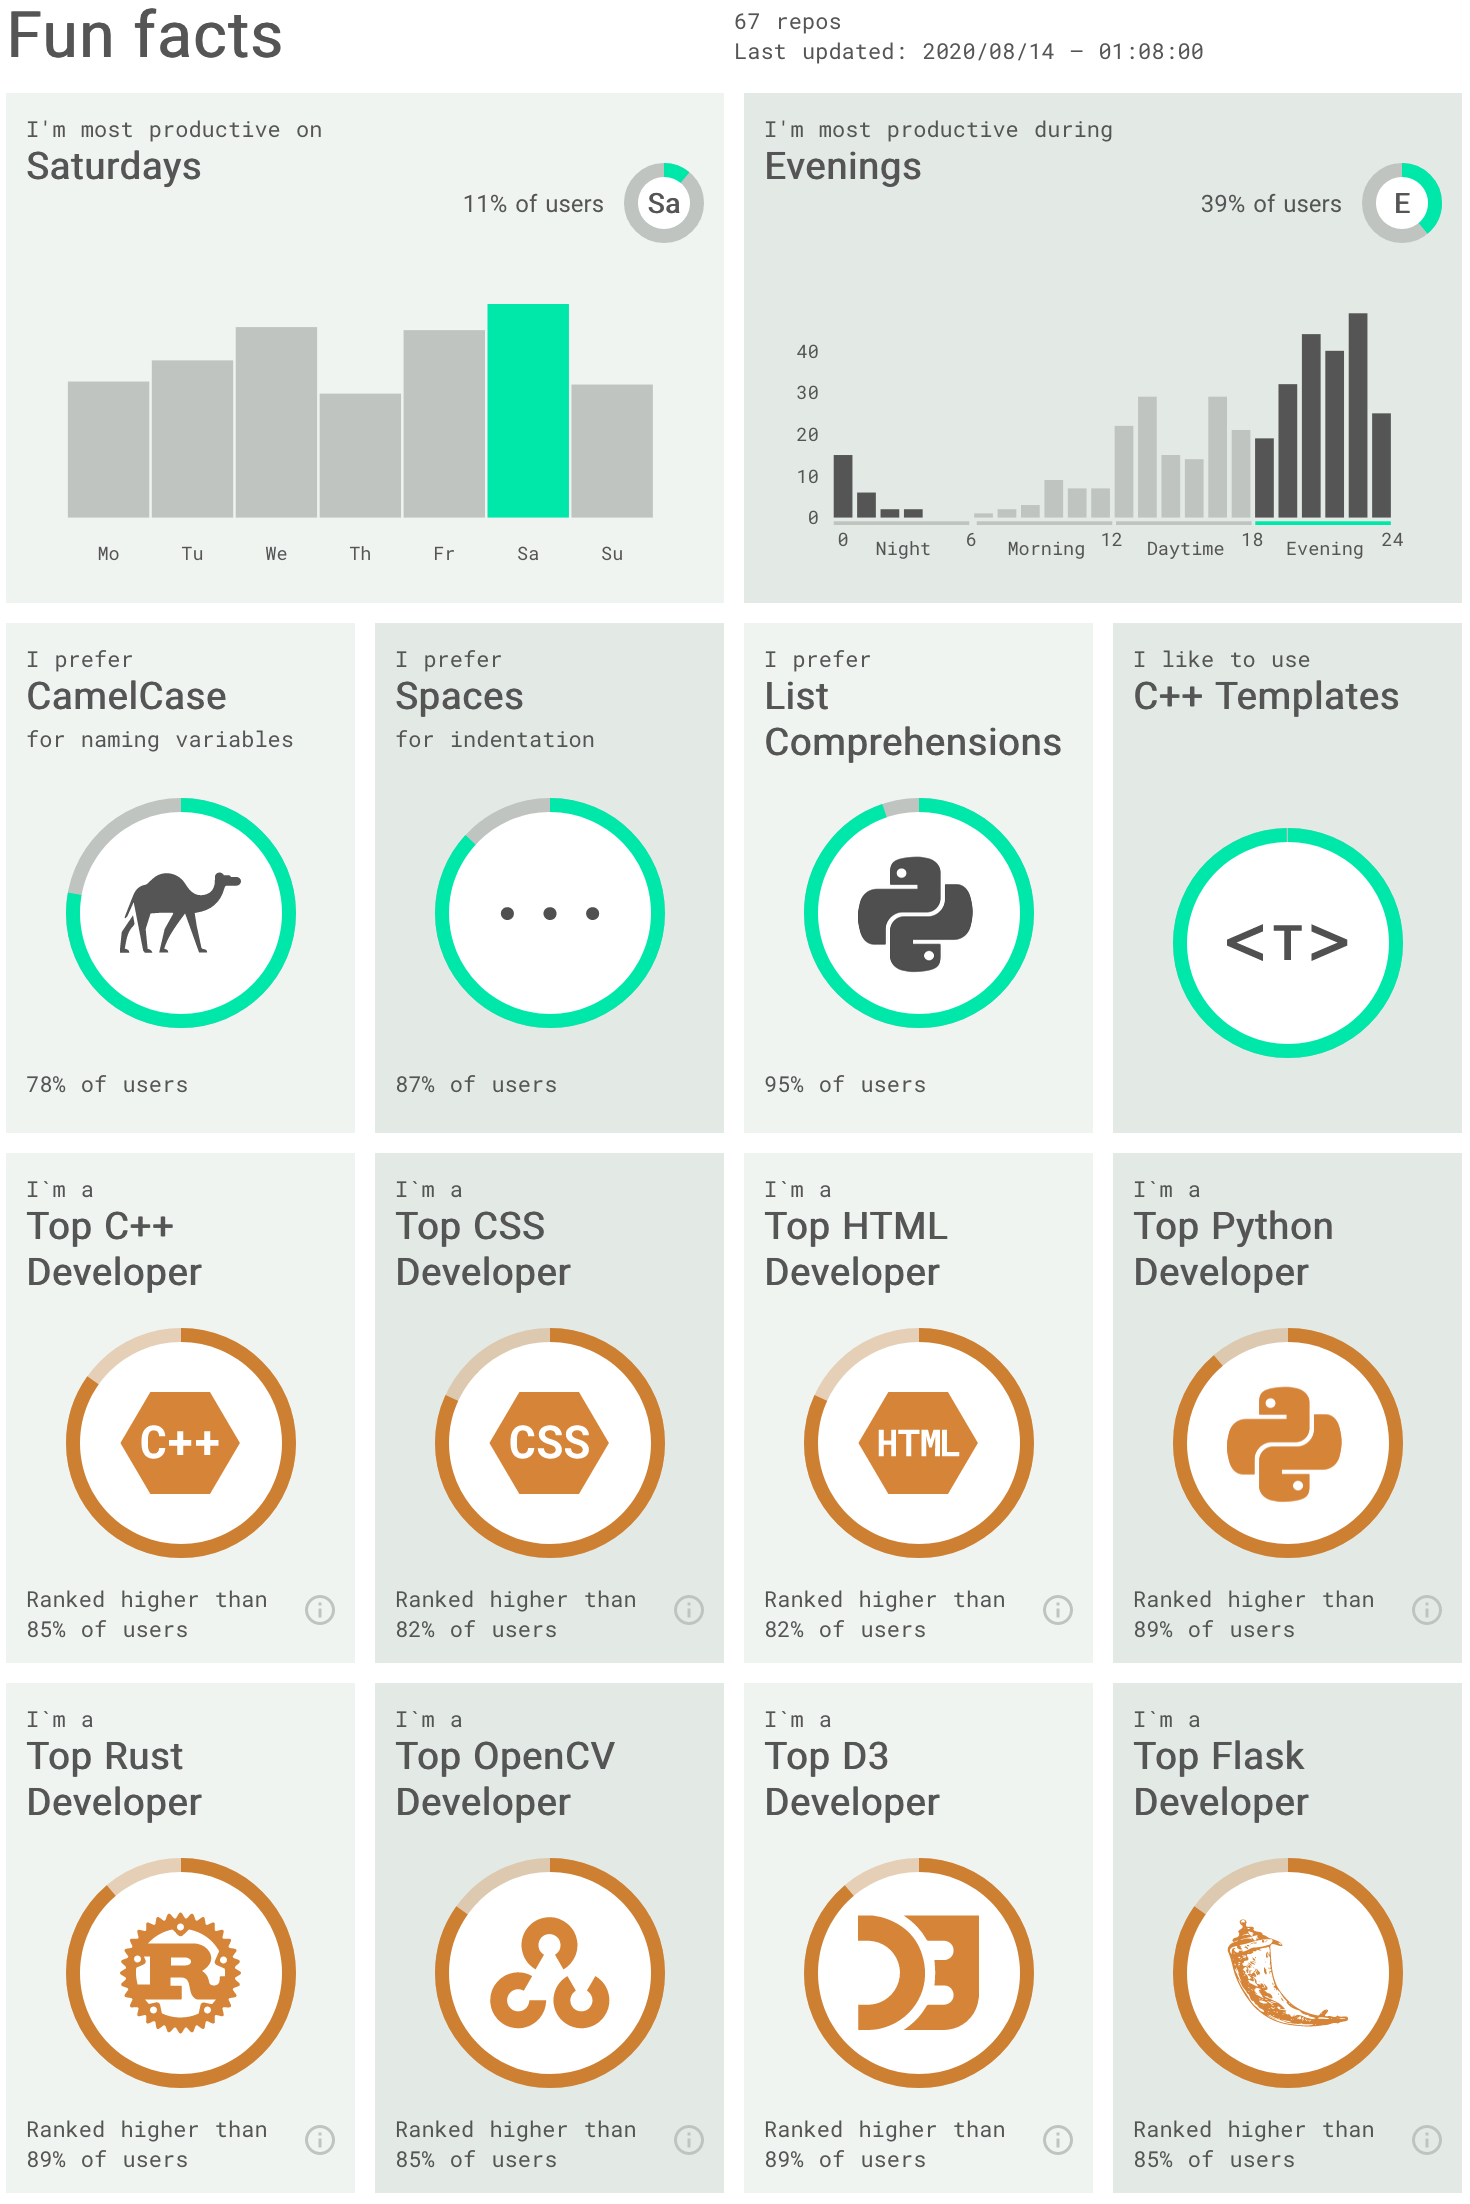 Fun facts
67 repos
Last updated: 2020/08/14 – 01:08:00
I'm most productive on
Saturdays
11% of users
Sa
Mo Tu We Th Fr Sa Su
I'm most productive during
Evenings
39% of users
E
40
30
20
10
0
0 6 12 18 24
Night Morning Daytime Evening
I prefer
CamelCase
for naming variables
78% of users
I prefer
Spaces
for indentation
87% of users
I prefer
List
Comprehensions
95% of users
I like to use
C++ Templates
<T>
I`m a
Top C++
Developer
C++
Ranked higher than
85% of users
I`m a
Top CSS
Developer
CSS
Ranked higher than
82% of users
I`m a
Top HTML
Developer
HTML
Ranked higher than
82% of users
I`m a
Top Python
Developer
Ranked higher than
89% of users
I`m a
Top Rust
Developer
R
Ranked higher than
89% of users
I`m a
Top OpenCV
Developer
Ranked higher than
85% of users
I`m a
Top D3
Developer
D3
Ranked higher than
89% of users
I`m a
Top Flask
Developer
Ranked higher than
85% of users